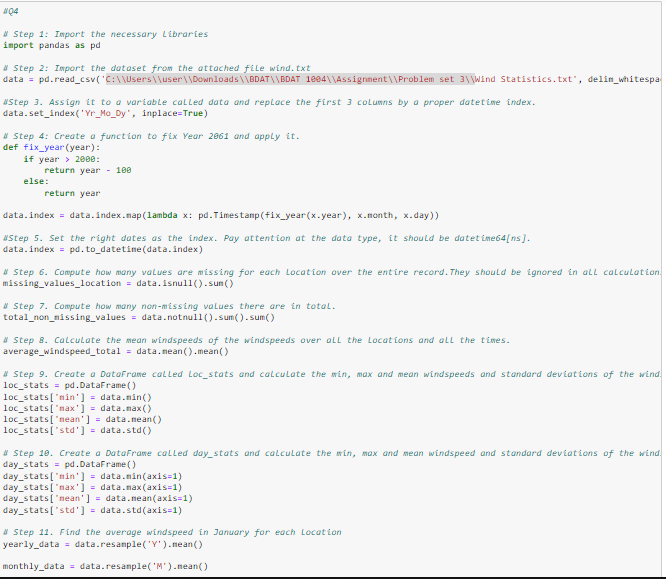 #Q4
# Step 1: Import the necessary libraries
import pandas as pd
# Step 2: Import the dataset from the attached file wind.txt
data = pd.read_csv('C:\\Users\\user\\Downloads\\BDAT\\BDAT 1004\\Assignment\\Problem set 3\\Wind Statistics.txt', delim_whitespa
#Step 3. Assign it to a variable called data and replace the first 3 columns by a proper datetime index.
data.set_index('Yr_Mo_Dy', inplace=True)
# Step 4: Create a function to fix Year 2061 and apply it.
def fix_year(year):
    if year > 2000:
        return year - 100
    else:
        return year
data.index = data.index.map(lambda x: pd.Timestamp(fix_year(x.year), x.month, x.day))
#Step 5. Set the right dates as the index. Pay attention at the data type, it should be datetime64[ns].
data.index = pd.to_datetime(data.index)
# Step 6. Compute how many values are missing for each location over the entire record.They should be ignored in all calculation
missing_values_location = data.isnull().sum()
# Step 7. Compute how many non-missing values there are in total.
total_non_missing_values = data.notnull().sum().sum()
# Step 8. Calculate the mean windspeeds of the windspeeds over all the locations and all the times.
average_windspeed_total = data.mean().mean()
# Step 9. Create a DataFrame called loc_stats and calculate the min, max and mean windspeeds and standard deviations of the wind
loc_stats = pd.DataFrame()
loc_stats['min'] = data.min()
loc_stats['max'] = data.max()
loc_stats['mean'] = data.mean()
loc_stats['std'] = data.std()
# Step 10. Create a DataFrame called day_stats and calculate the min, max and mean windspeed and standard deviations of the wind
day_stats = pd.DataFrame()
day_stats['min'] = data.min(axis=1)
day_stats['max'] = data.max(axis=1)
day_stats['mean'] = data.mean(axis=1)
day_stats['std'] = data.std(axis=1)
# Step 11. Find the average windspeed in January for each location
yearly_data = data.resample('Y').mean()
monthly_data = data.resample('M').mean()